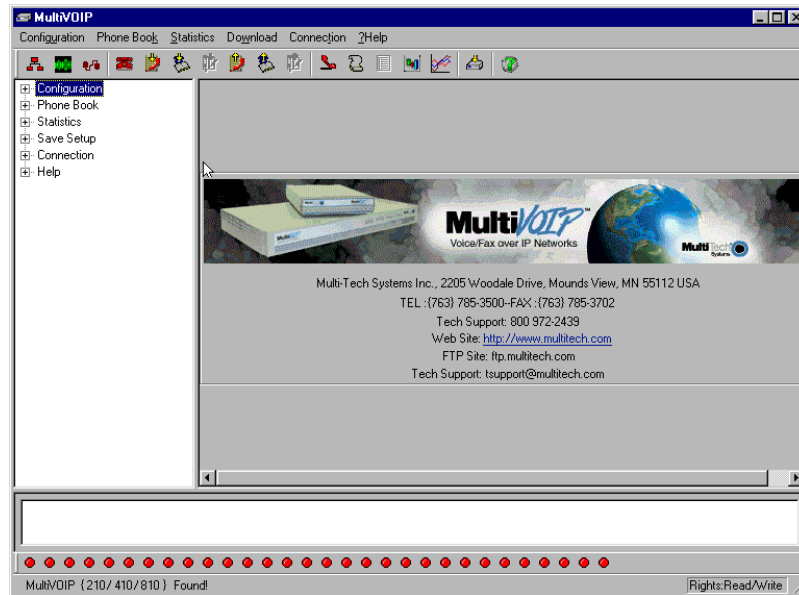 MultiVOIP
Configuration Phone Book Statistics Download Connection ?Help
Configuration
Phone Book
Statistics
Save Setup
Connection
Help
MultiVOIP™
Voice/Fax over IP Networks
MultiTech
Systems
Multi-Tech Systems Inc., 2205 Woodale Drive, Mounds View, MN 55112 USA
TEL :(763) 785-3500--FAX :(763) 785-3702
Tech Support: 800 972-2439
Web Site: http://www.multitech.com
FTP Site: ftp.multitech.com
Tech Support: tsupport@multitech.com
MultiVOIP {210/ 410/810 } Found!
Rights:Read/Write